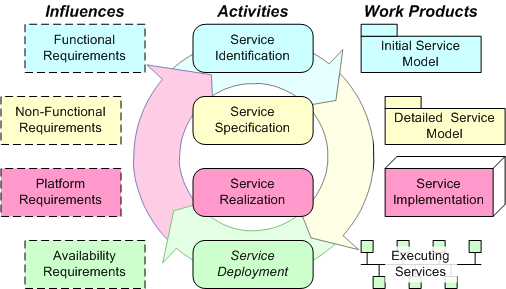 Influences Activities Work Products
Functional
Requirements
Service
Identification
Initial Service
Model
Non-Functional
Requirements
Service
Specification
Detailed Service
Model
Platform
Requirements
Service
Realization
Service
Implementation
Availability
Requirements
Service
Deployment
Executing
Services